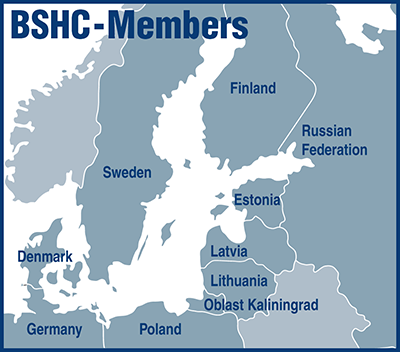 BSHC-Members
Finland
Russian
Federation
Sweden
Estonia
Denmark
Latvia
Lithuania
Oblast Kaliningrad
Germany
Poland